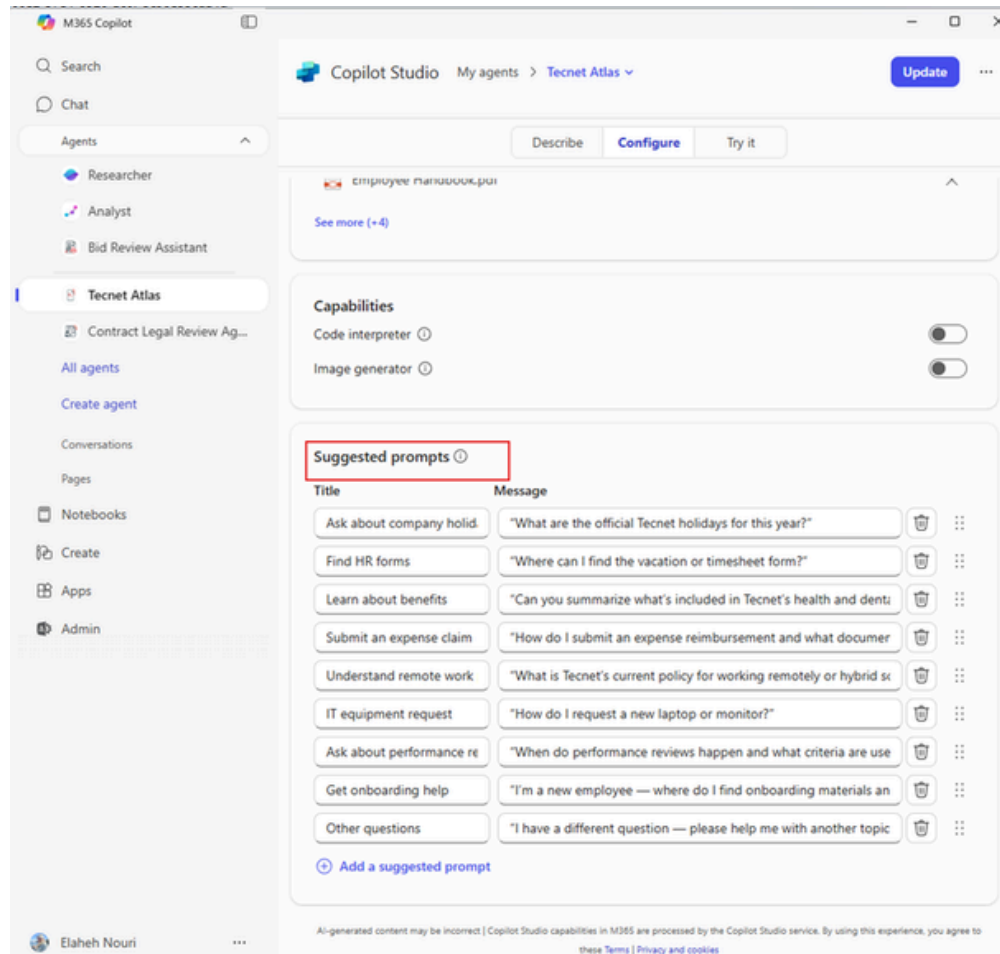 M365 Copilot
Search
Chat
Agents
Researcher
Analyst
Bid Review Assistant
Tecnet Atlas
Contract Legal Review Ag...
All agents
Create agent
Conversations
Pages
Notebooks
Create
Apps
Admin
Elaheh Nouri
Copilot Studio My agents > Tecnet Atlas
Update
Describe Configure Try it
Employee Handbook.pdf
See more (+4)
Capabilities
Code interpreter
Image generator
Suggested prompts
Title Message
Ask about company holid "What are the official Tecnet holidays for this year?"
Find HR forms "Where can I find the vacation or timesheet form?"
Learn about benefits "Can you summarize what's included in Tecnet's health and denta
Submit an expense claim "How do I submit an expense reimbursement and what documer
Understand remote work "What is Tecnet's current policy for working remotely or hybrid sc
IT equipment request "How do I request a new laptop or monitor?"
Ask about performance re "When do performance reviews happen and what criteria are use
Get onboarding help "I'm a new employee — where do I find onboarding materials an
Other questions "I have a different question — please help me with another topic
Add a suggested prompt
AI-generated content may be incorrect | Copilot Studio capabilities in M365 are processed by the Copilot Studio service. By using this experience, you agree to
these Terms | Privacy and cookies